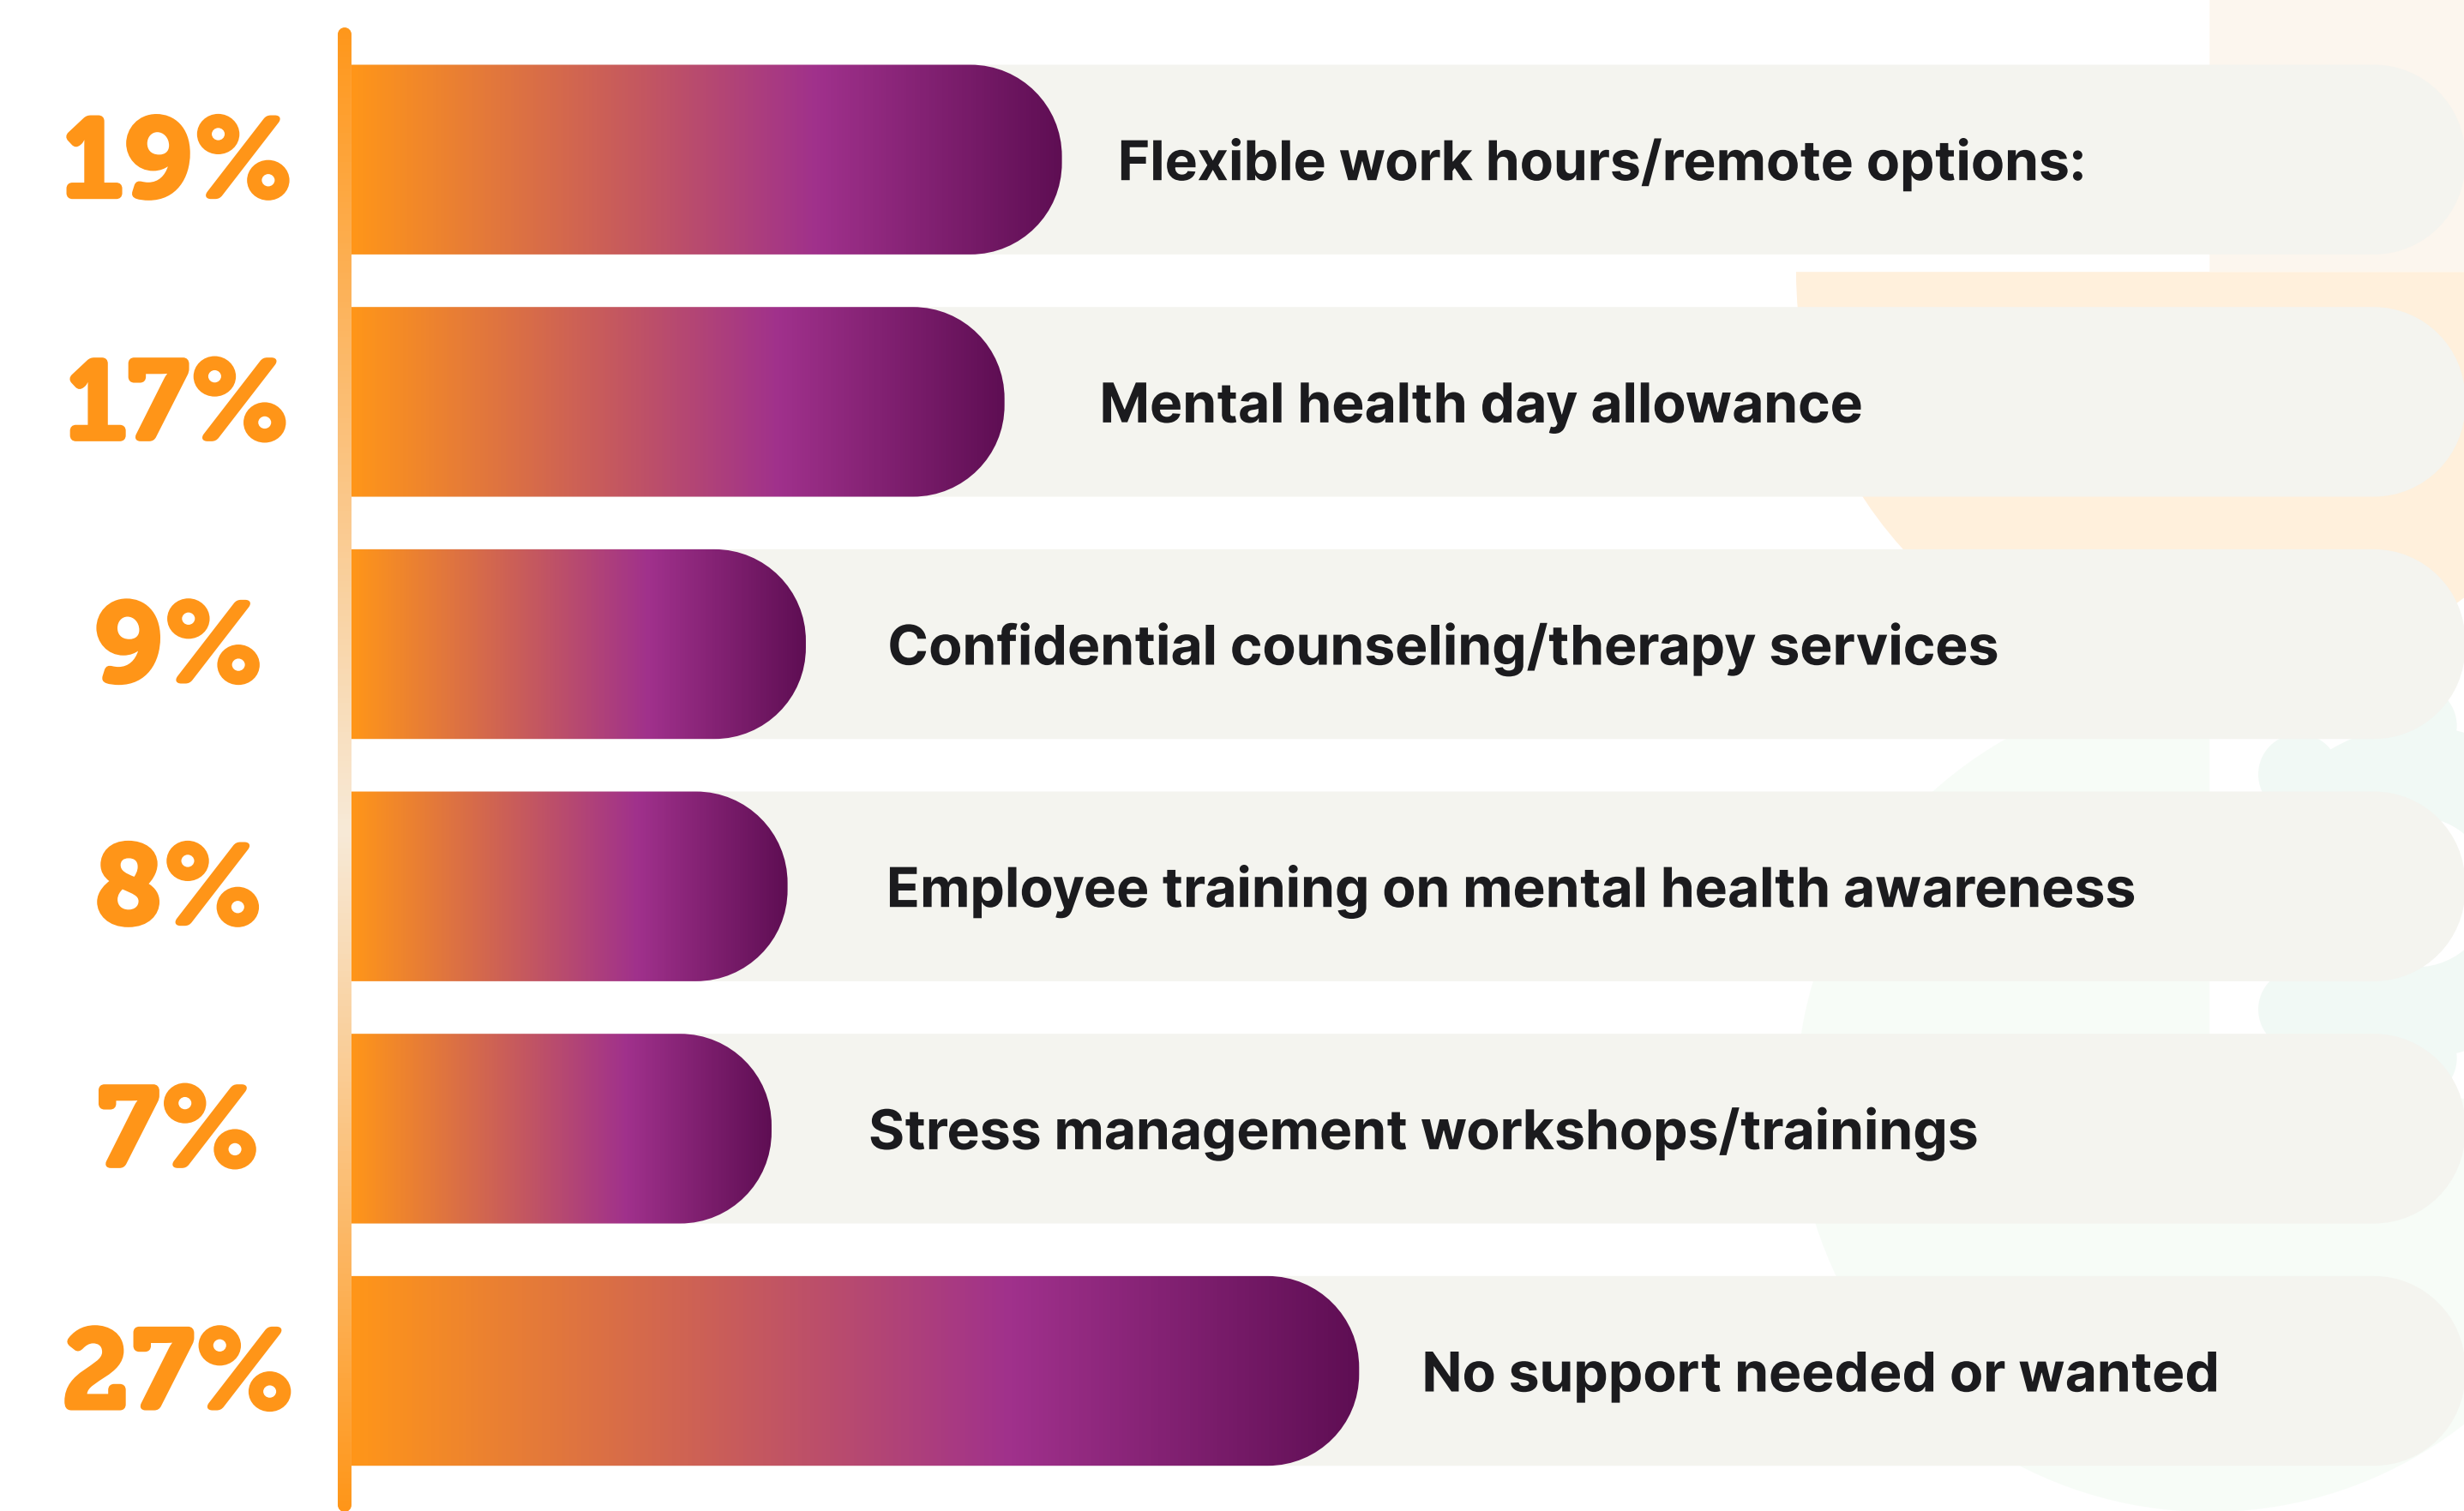 19% Flexible work hours/remote options:
17% Mental health day allowance
9% Confidential counseling/therapy services
8% Employee training on mental health awareness
7% Stress management workshops/trainings
27% No support needed or wanted